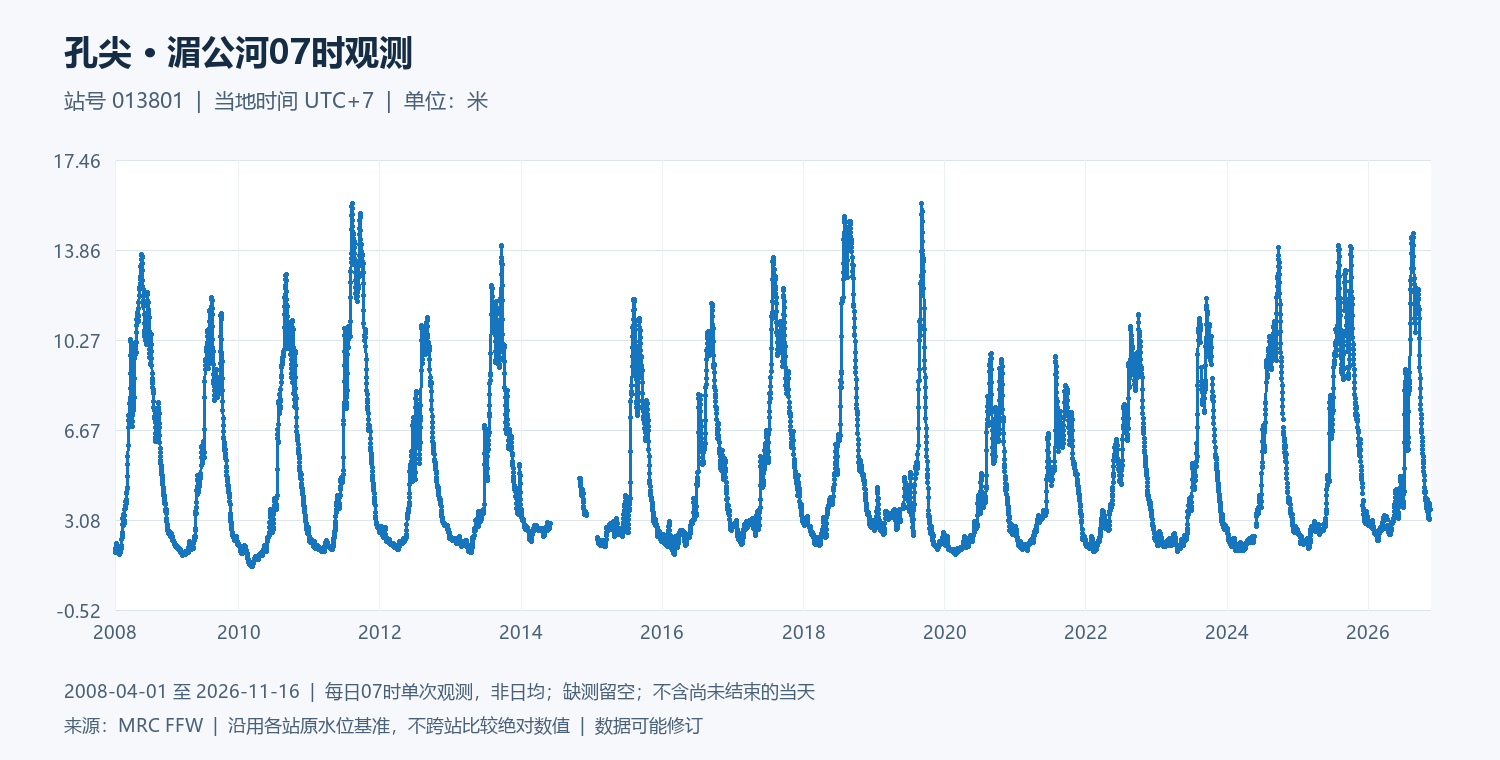 孔尖・湄公河07时观测
站号 013801 | 当地时间 UTC+7 | 单位：米
17.46
13.86
10.27
6.67
3.08
-0.52
2008 2010 2012 2014 2016 2018 2020 2022 2024 2026
2008-04-01 至 2026-11-16 | 每日07时单次观测，非日均；缺测留空；不含尚未结束的当天
来源：MRC FFW | 沿用各站原水位基准，不跨站比较绝对数值 | 数据可能修订